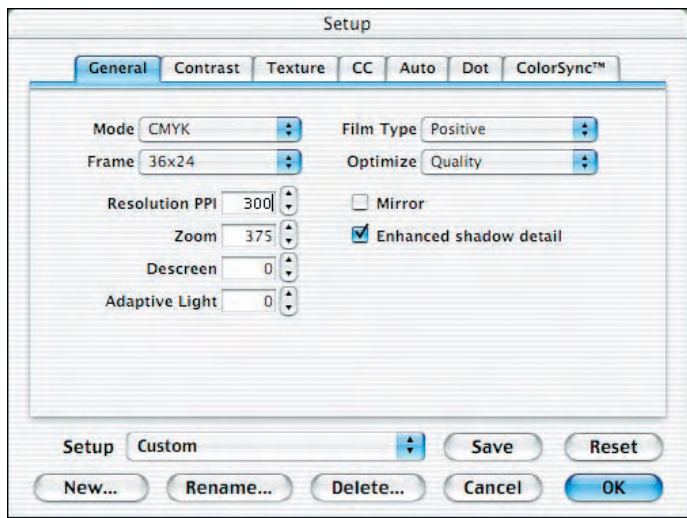 Setup
General Contrast Texture CC Auto Dot ColorSync™
Mode CMYK Film Type Positive
Frame 36x24 Optimize Quality
Resolution PPI 300 Mirror
Zoom 375 Enhanced shadow detail
Descreen 0
Adaptive Light 0
Setup Custom Save Reset
New... Rename... Delete... Cancel OK